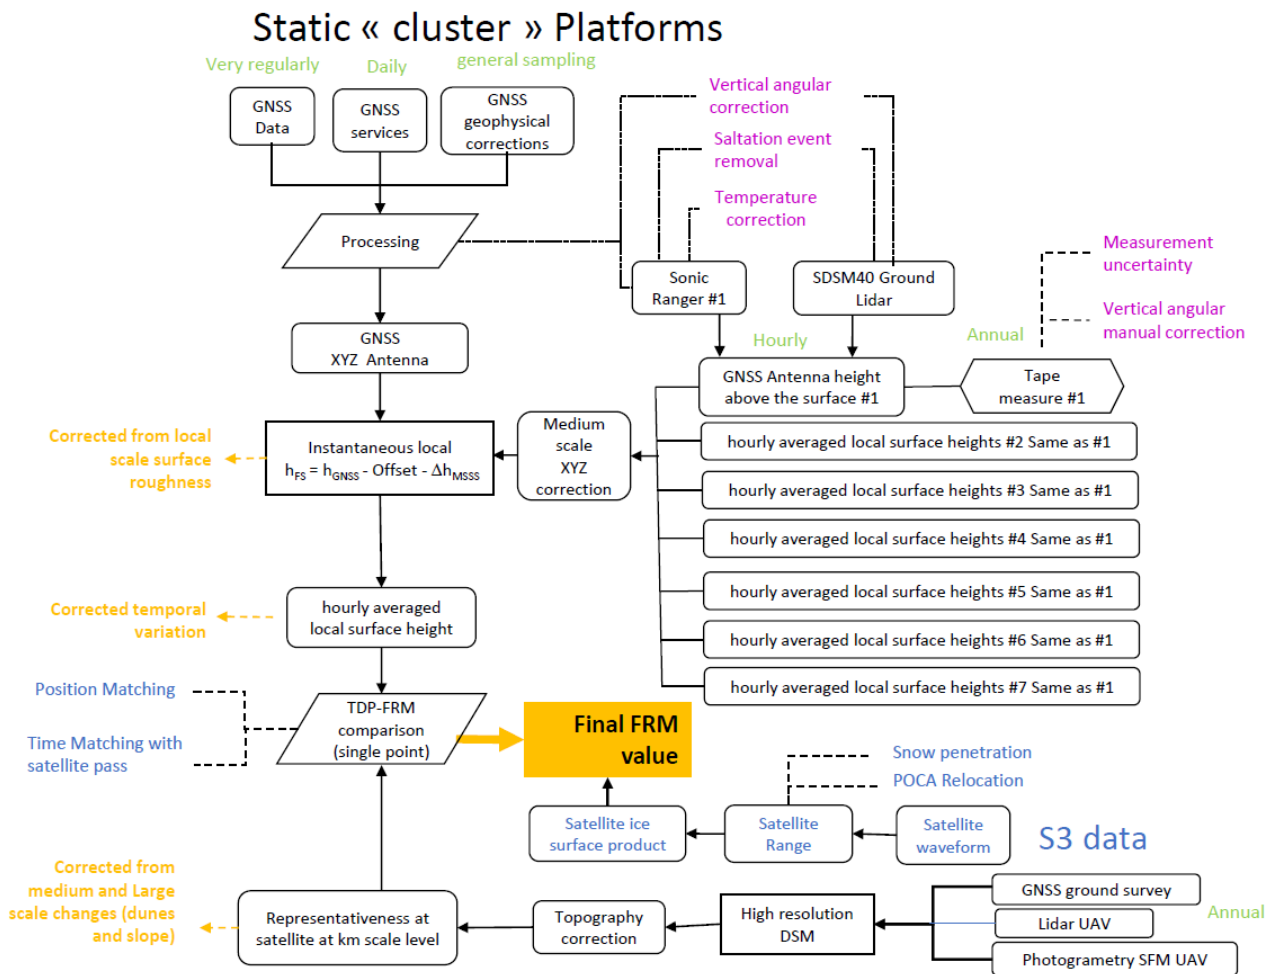 Static « cluster » Platforms
Very regularly
Daily
general sampling
GNSS
Data
GNSS
services
GNSS
geophysical
corrections
Vertical angular
correction
Saltation event
removal
Temperature
correction
Processing
Sonic
Ranger #1
SDSM40 Ground
Lidar
Measurement
uncertainty
Vertical angular
manual correction
GNSS
XYZ Antenna
Hourly
Annual
GNSS Antenna height
above the surface #1
Tape
measure #1
Corrected from local
scale surface
roughness
Instantaneous local
hFS = hGNSS - Offset - ΔhMSSS
Medium
scale
XYZ
correction
hourly averaged local surface heights #2 Same as #1
hourly averaged local surface heights #3 Same as #1
hourly averaged local surface heights #4 Same as #1
hourly averaged local surface heights #5 Same as #1
hourly averaged local surface heights #6 Same as #1
hourly averaged local surface heights #7 Same as #1
Corrected temporal
variation
hourly averaged
local surface height
Position Matching
Time Matching with
satellite pass
TDP-FRM
comparison
(single point)
Final FRM
value
Snow penetration
POCA Relocation
Satellite ice
surface product
Satellite
Range
Satellite
waveform
S3 data
Corrected from
medium and Large
scale changes (dunes
and slope)
Representativeness at
satellite at km scale level
Topography
correction
High resolution
DSM
GNSS ground survey
Lidar UAV
Photogrametry SFM UAV
Annual